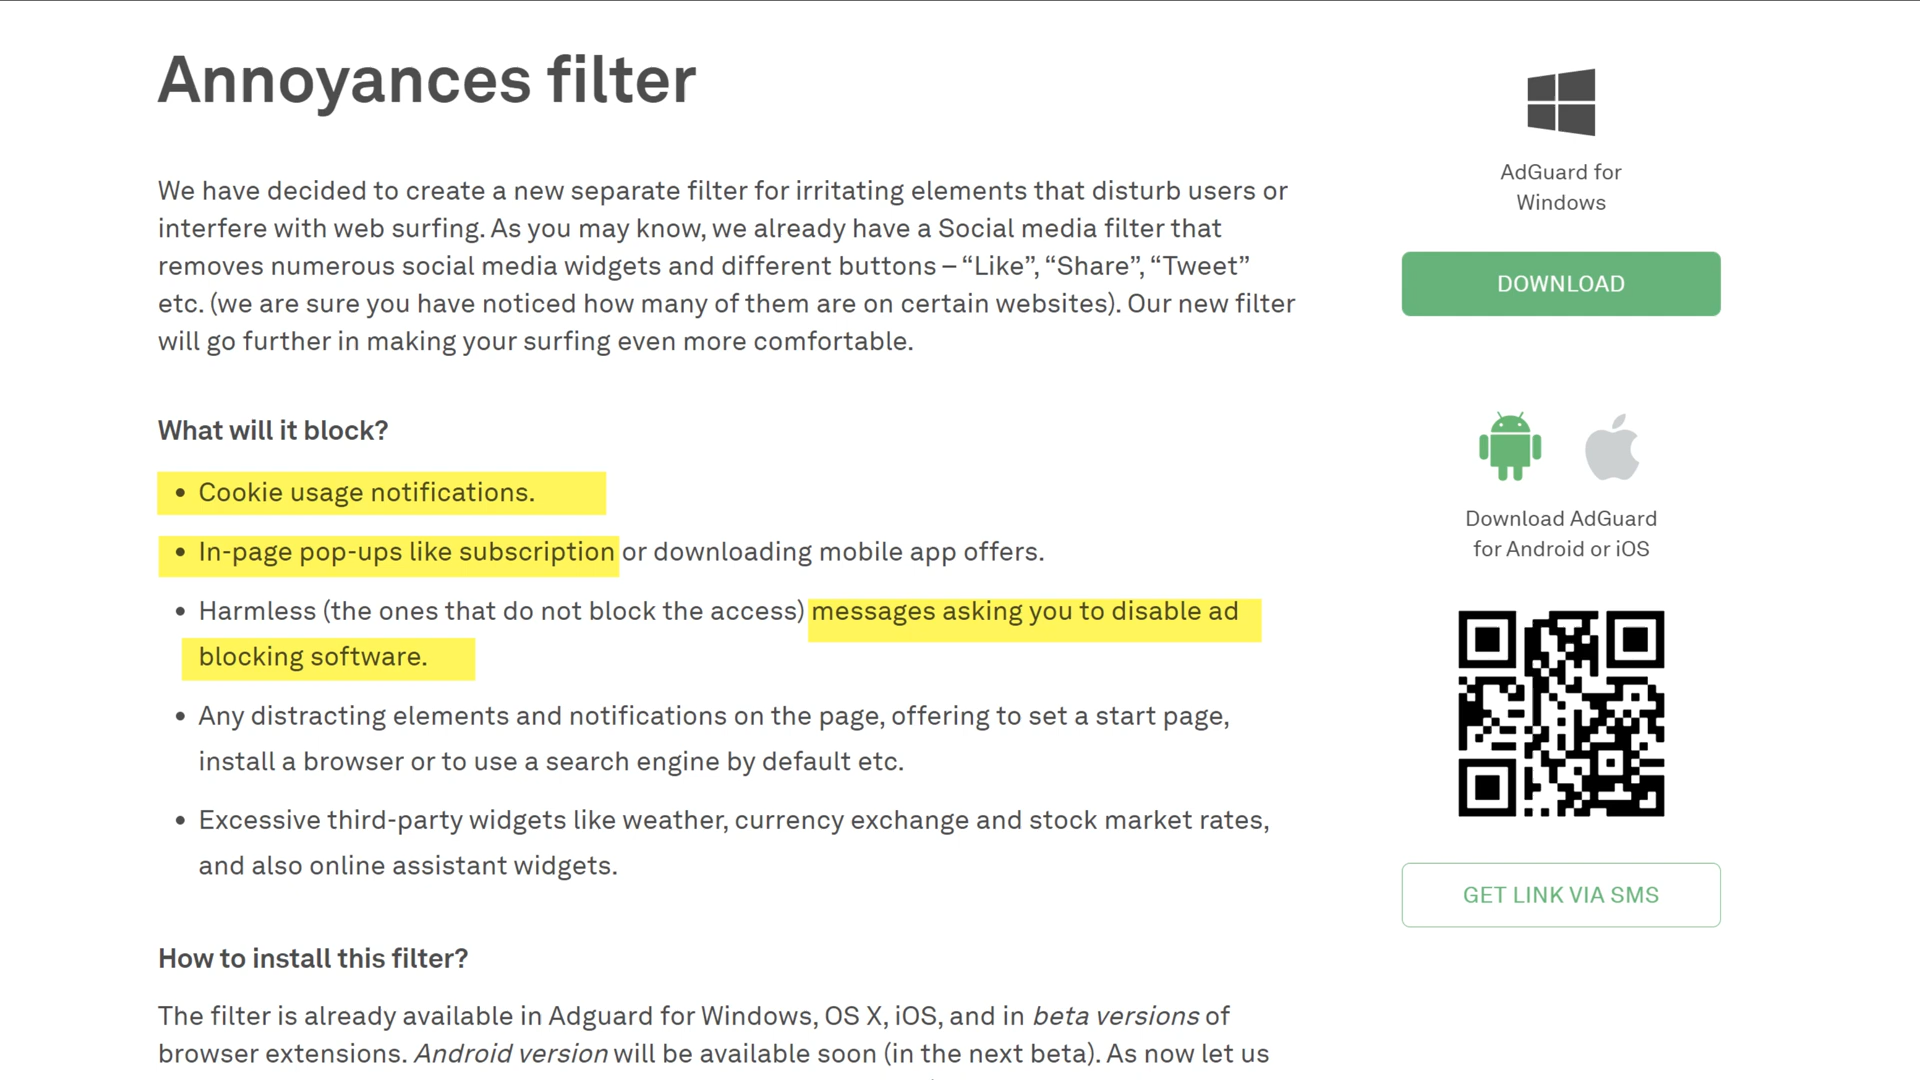 Annoyances filter
We have decided to create a new separate filter for irritating elements that disturb users or
interfere with web surfing. As you may know, we already have a Social media filter that
removes numerous social media widgets and different buttons – “Like”, “Share”, “Tweet”
etc. (we are sure you have noticed how many of them are on certain websites). Our new filter
will go further in making your surfing even more comfortable.
What will it block?
• Cookie usage notifications.
• In-page pop-ups like subscription or downloading mobile app offers.
• Harmless (the ones that do not block the access) messages asking you to disable ad
blocking software.
• Any distracting elements and notifications on the page, offering to set a start page,
install a browser or to use a search engine by default etc.
• Excessive third-party widgets like weather, currency exchange and stock market rates,
and also online assistant widgets.
How to install this filter?
The filter is already available in Adguard for Windows, OS X, iOS, and in beta versions of
browser extensions. Android version will be available soon (in the next beta). As now let us
AdGuard for
Windows
DOWNLOAD
Download AdGuard
for Android or iOS
GET LINK VIA SMS